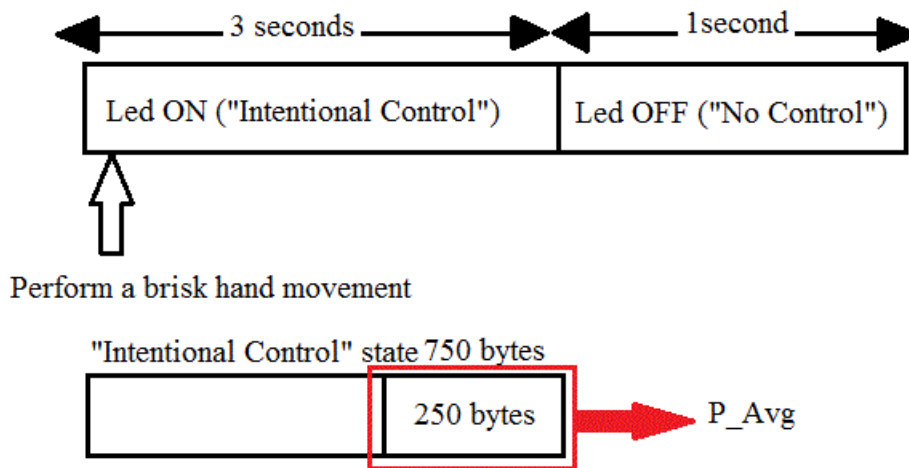 3 seconds
1second
Led ON ("Intentional Control")
Led OFF ("No Control")
Perform a brisk hand movement
"Intentional Control" state 750 bytes
250 bytes
P_Avg